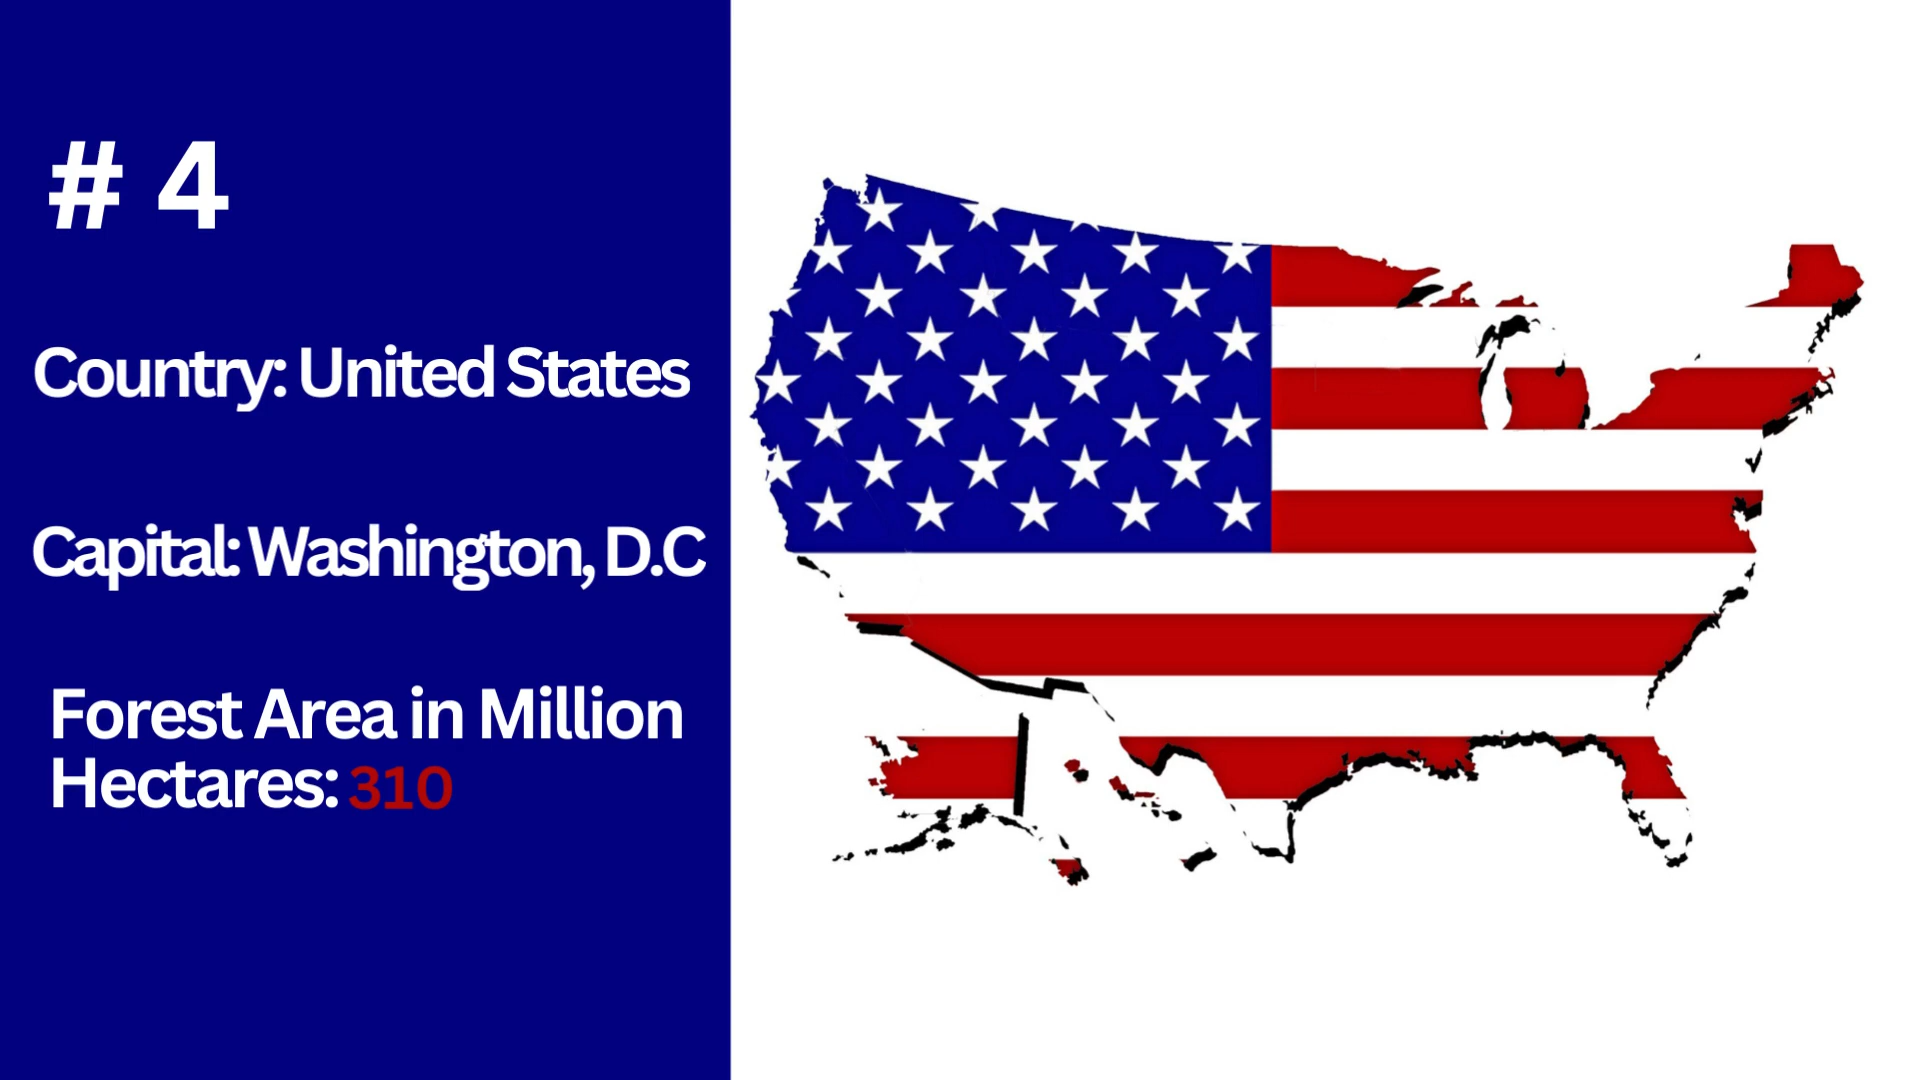 # 4
Country: United States
Capital: Washington, D.C
Forest Area in Million
Hectares: 310